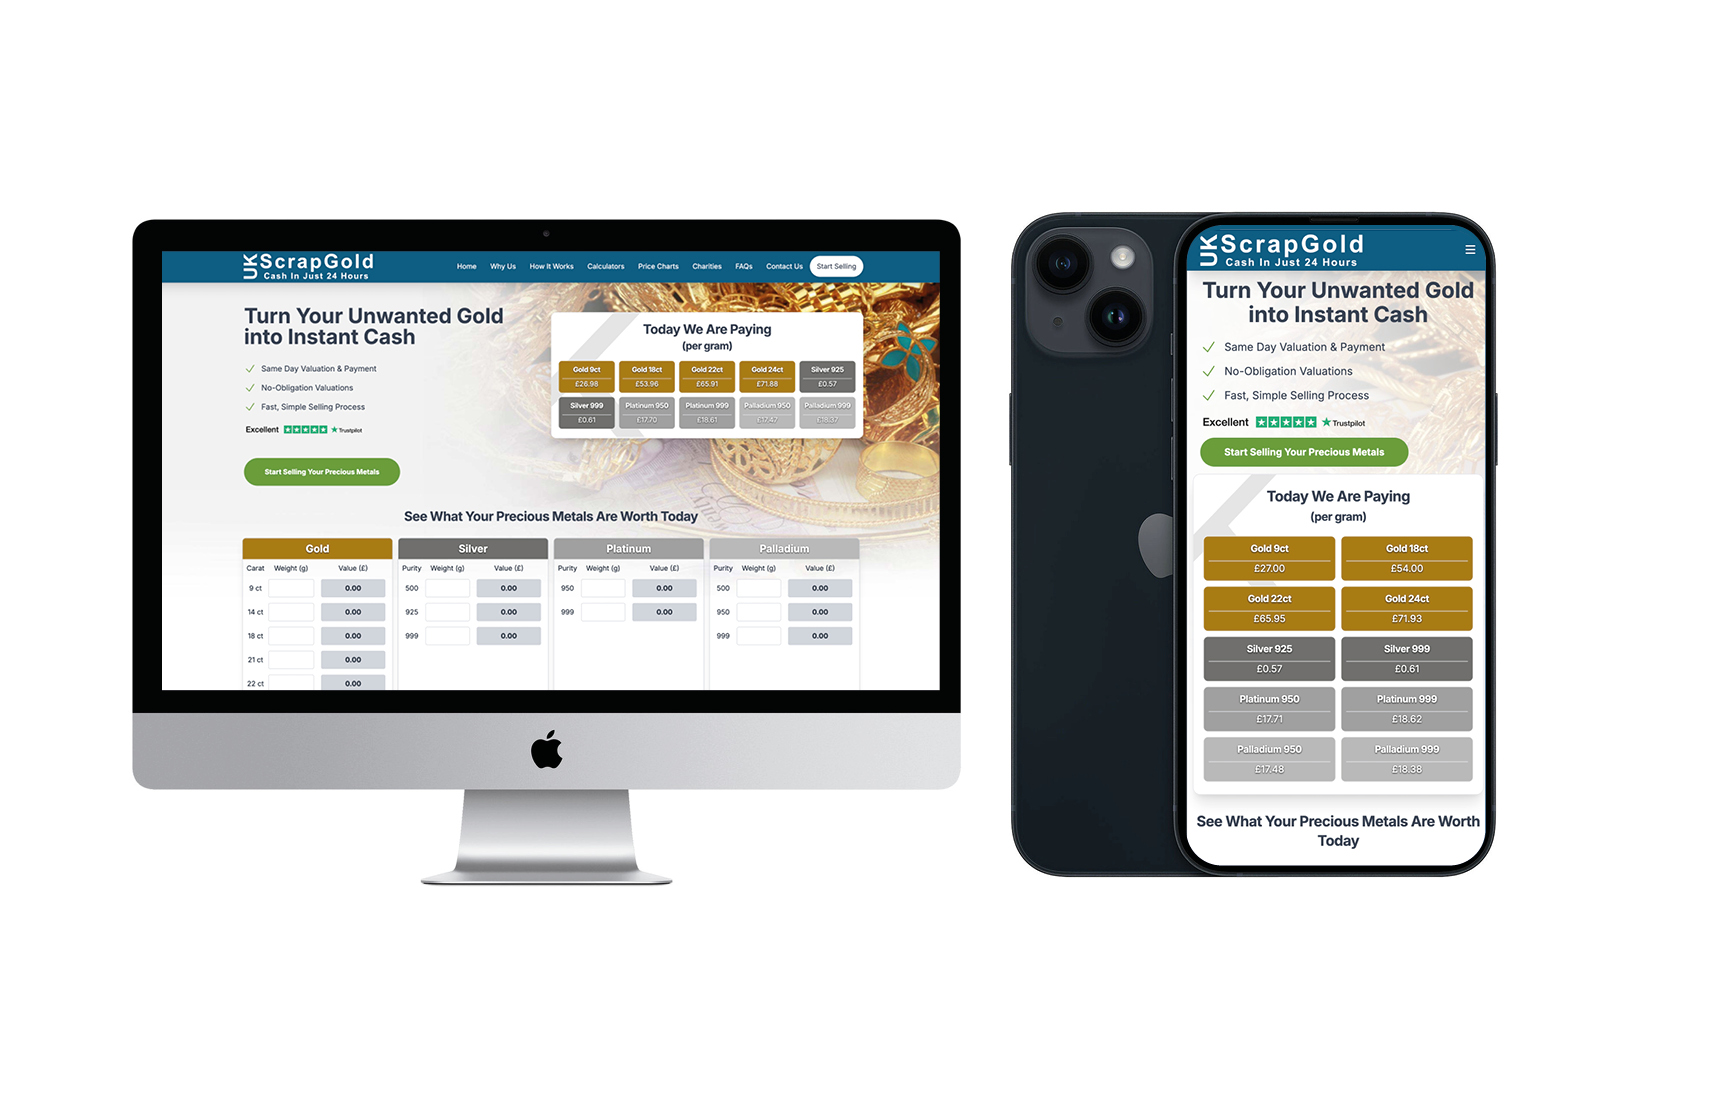 UK ScrapGold
Cash In Just 24 Hours
Home Why Us How It Works Calculators Price Charts Charities FAQs Contact Us Start Selling
Turn Your Unwanted Gold
into Instant Cash
Same Day Valuation & Payment
No-Obligation Valuations
Fast, Simple Selling Process
Excellent Trustpilot
Start Selling Your Precious Metals
Today We Are Paying
(per gram)
Gold 9ct Gold 18ct Gold 22ct Gold 24ct Silver 925
£26.98 £53.96 £65.91 £71.88 £0.57
Silver 999 Platinum 950 Platinum 999 Palladium 950 Palladium 999
£0.61 £17.70 £18.61 £17.47 £18.37
See What Your Precious Metals Are Worth Today
Gold Silver Platinum Palladium
Carat Weight (g) Value (£) Purity Weight (g) Value (£) Purity Weight (g) Value (£) Purity Weight (g) Value (£)
9 ct 0.00 500 0.00 950 0.00 500 0.00
14 ct 0.00 925 0.00 999 0.00 950 0.00
18 ct 0.00 999 0.00 999 0.00
21 ct 0.00
22 ct 0.00
UK ScrapGold
Cash In Just 24 Hours
Turn Your Unwanted Gold
into Instant Cash
Same Day Valuation & Payment
No-Obligation Valuations
Fast, Simple Selling Process
Excellent Trustpilot
Start Selling Your Precious Metals
Today We Are Paying
(per gram)
Gold 9ct Gold 18ct
£27.00 £54.00
Gold 22ct Gold 24ct
£65.95 £71.93
Silver 925 Silver 999
£0.57 £0.61
Platinum 950 Platinum 999
£17.71 £18.62
Palladium 950 Palladium 999
£17.48 £18.38
See What Your Precious Metals Are Worth
Today